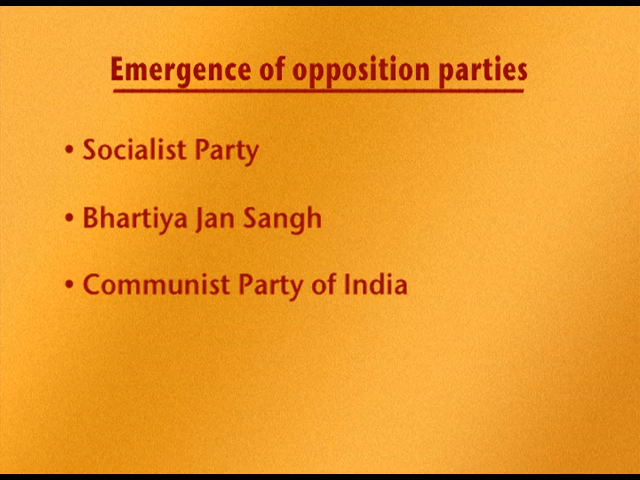 Emergence of opposition parties
• Socialist Party
• Bhartiya Jan Sangh
• Communist Party of India